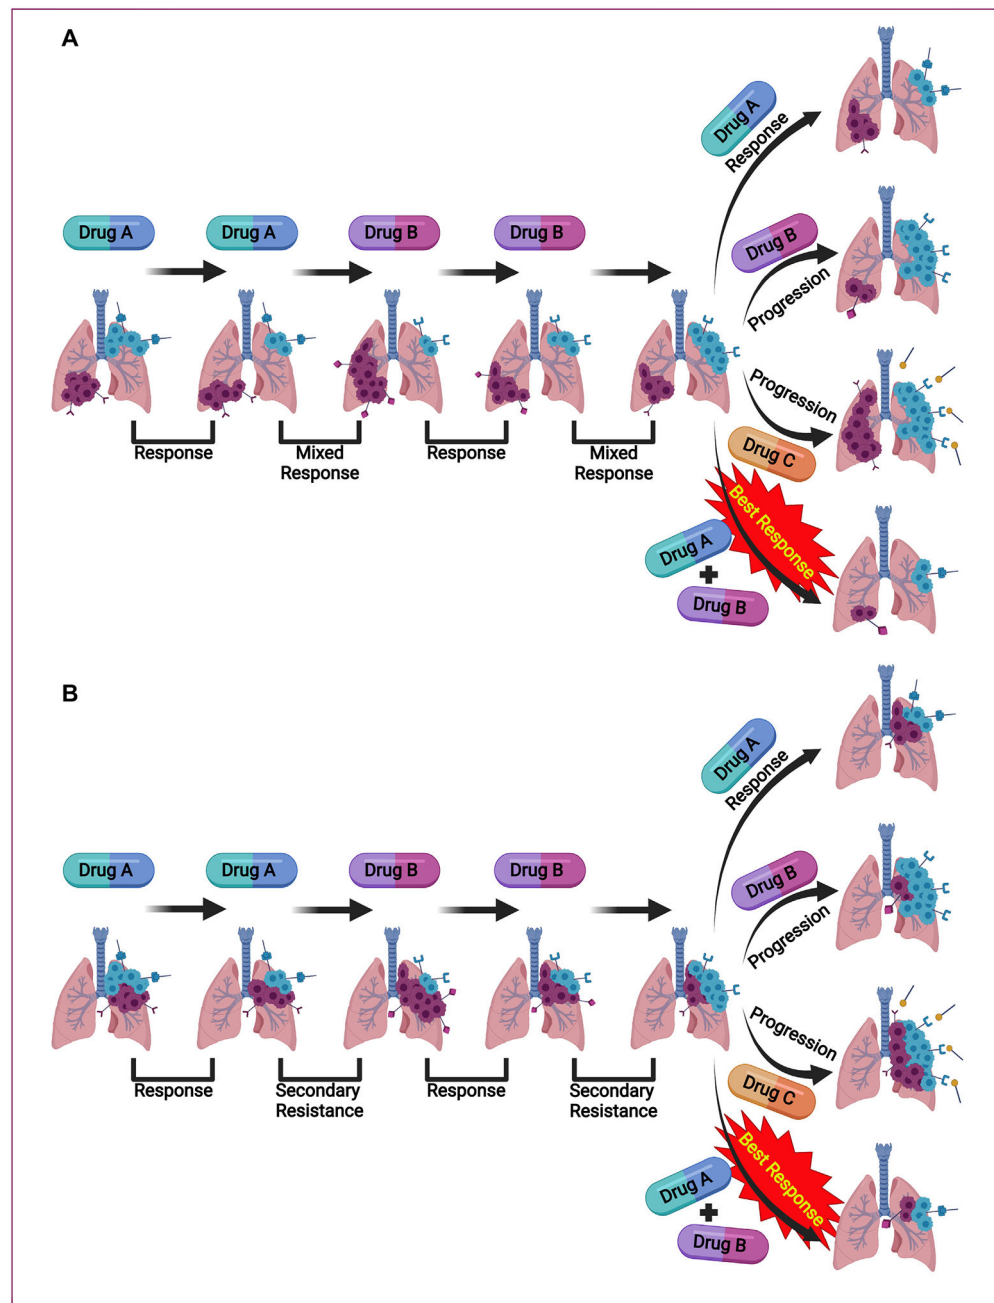 A
Drug A
Response
Drug B
Progression
Drug A
Drug A
Drug B
Drug B
Response
Mixed
Response
Response
Mixed
Response
Progression
Drug C
Best Response
Drug A
+
Drug B
B
Drug A
Response
Drug B
Progression
Drug A
Drug A
Drug B
Drug B
Response
Secondary
Resistance
Response
Secondary
Resistance
Progression
Drug C
Best Response
Drug A
+
Drug B